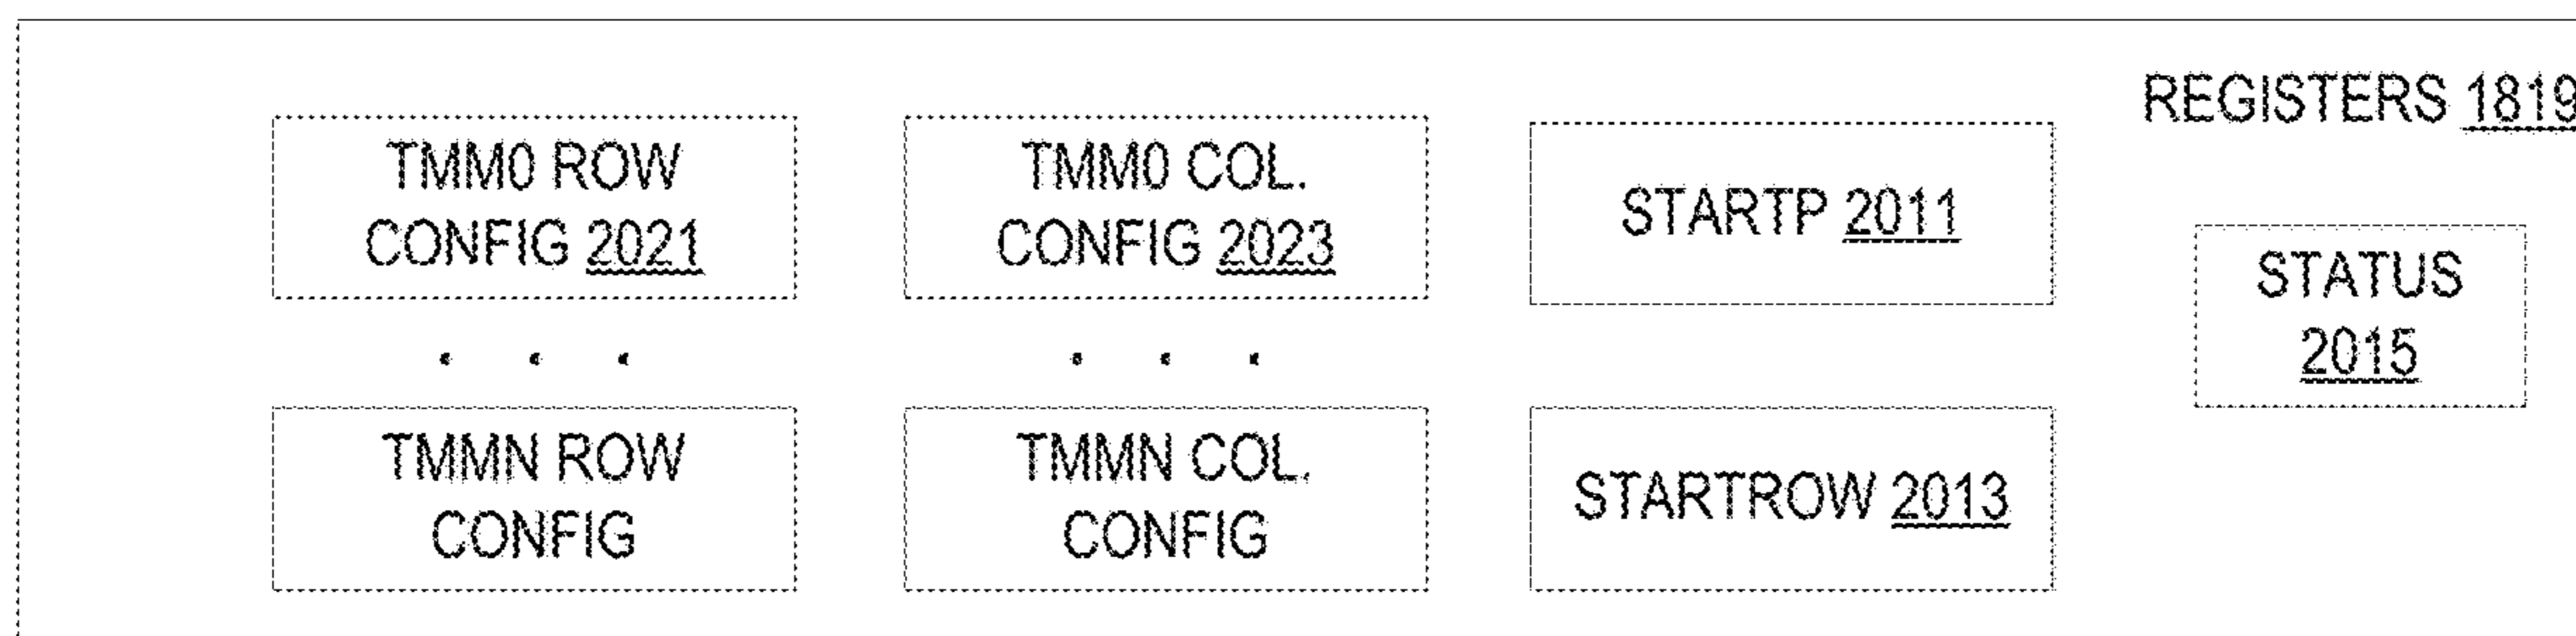 REGISTERS 1819
TMM0 ROW
CONFIG 2021
TMM0 COL.
CONFIG 2023
STARTP 2011
STATUS
2015
. . .
. . .
TMMN ROW
CONFIG
TMMN COL.
CONFIG
STARTROW 2013